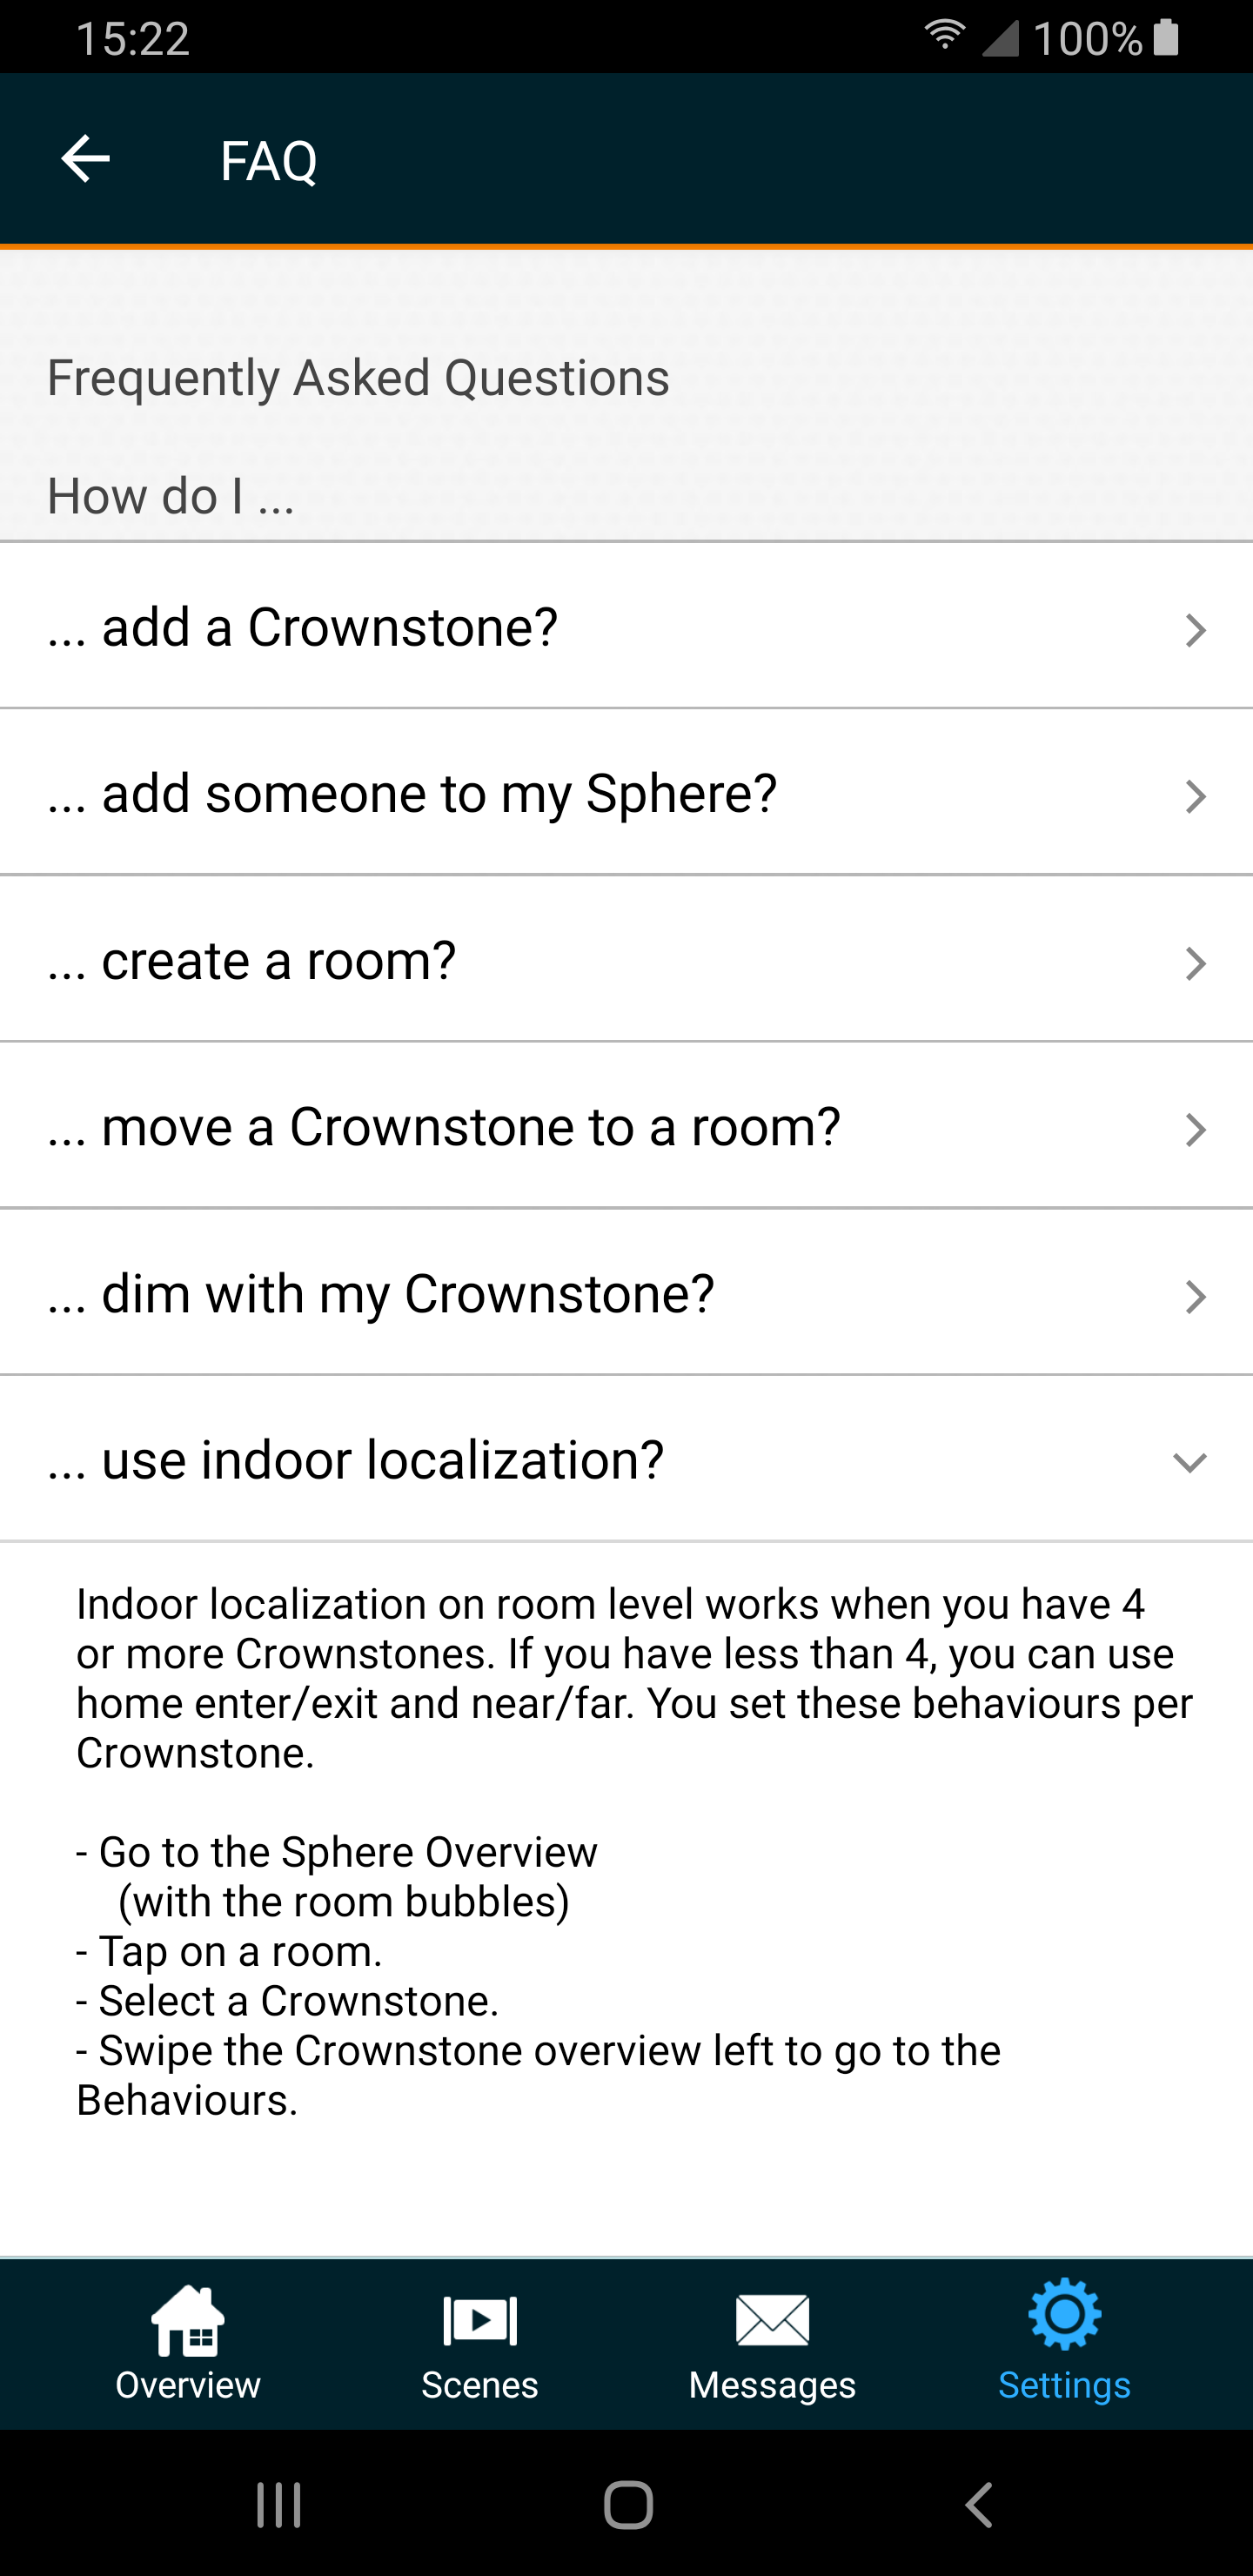 15:22
100%
FAQ
Frequently Asked Questions
How do I ...
... add a Crownstone?
... add someone to my Sphere?
... create a room?
... move a Crownstone to a room?
... dim with my Crownstone?
... use indoor localization?
Indoor localization on room level works when you have 4
or more Crownstones. If you have less than 4, you can use
home enter/exit and near/far. You set these behaviours per
Crownstone.
- Go to the Sphere Overview
(with the room bubbles)
- Tap on a room.
- Select a Crownstone.
- Swipe the Crownstone overview left to go to the
Behaviours.
Overview
Scenes
Messages
Settings